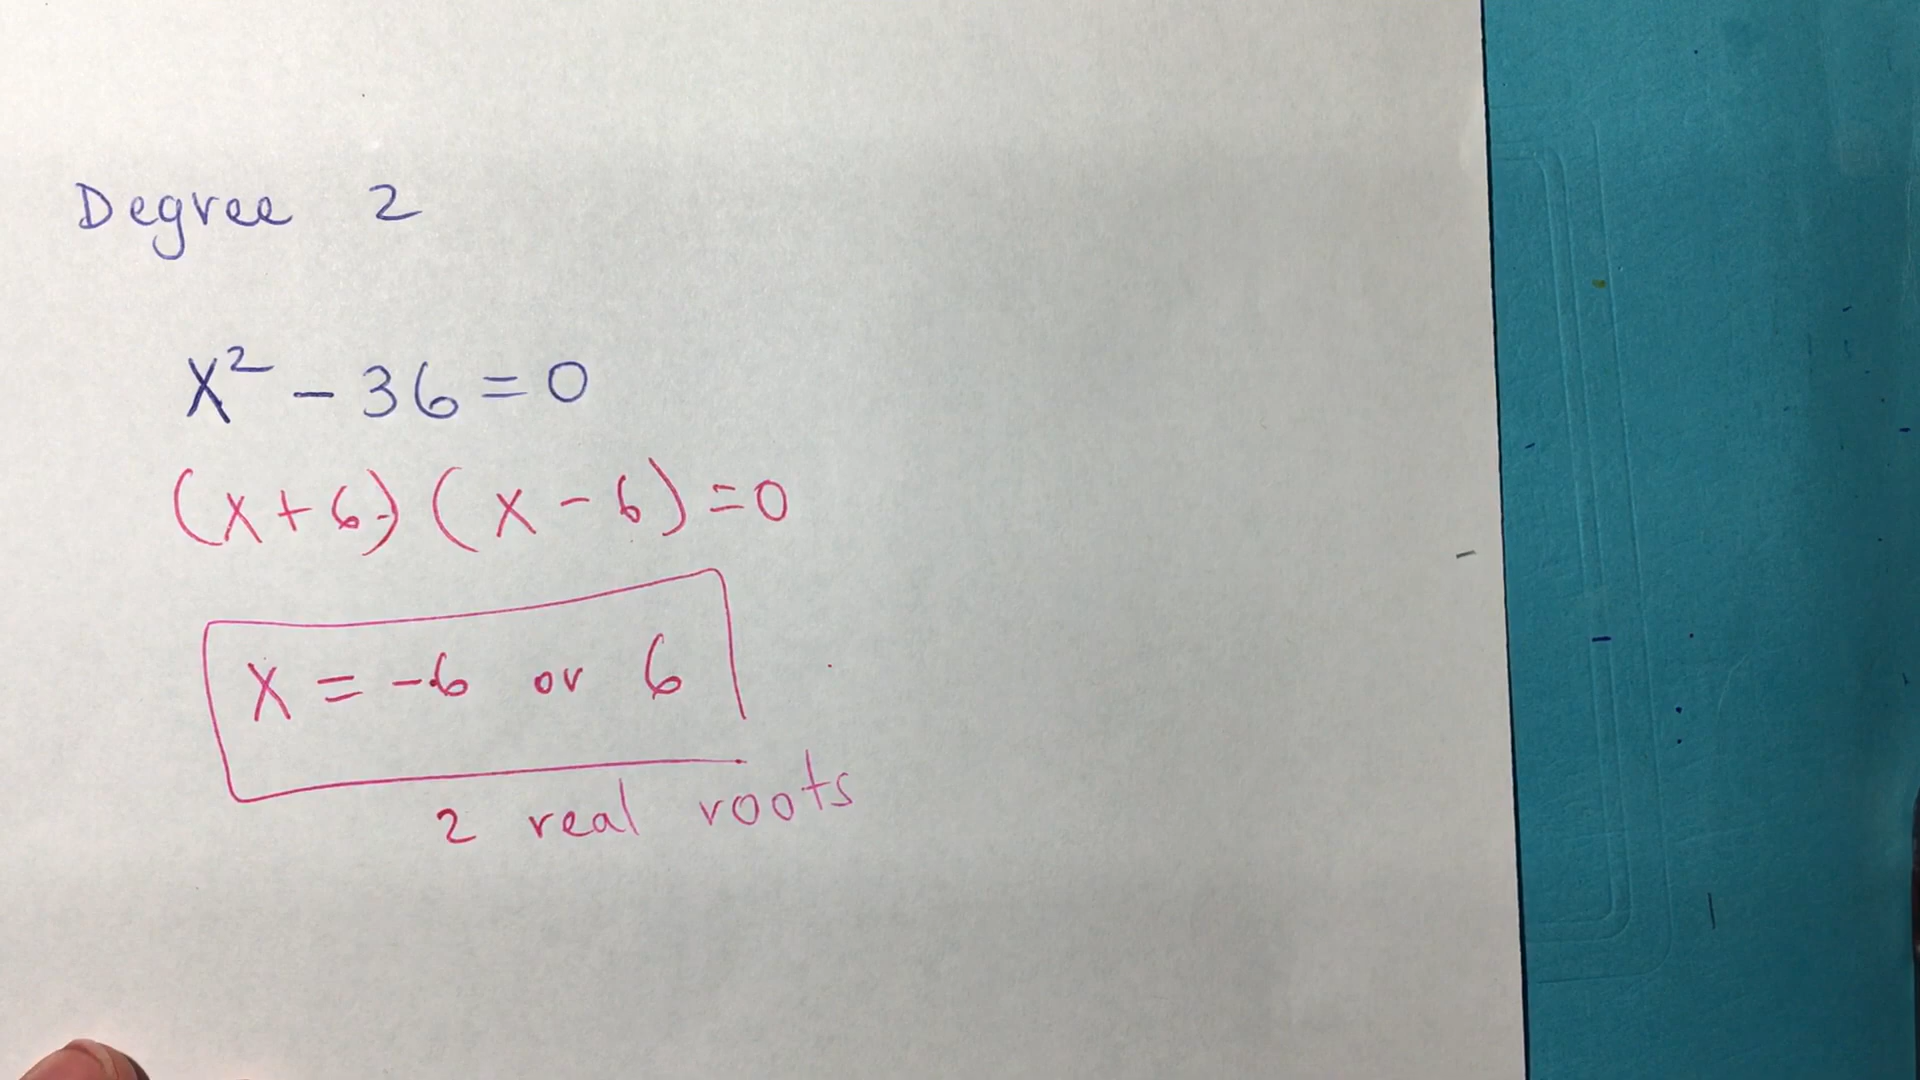 Degree 2
x² - 36 = 0
(x + 6) (x - 6) = 0
x = -6 or 6
2 real roots